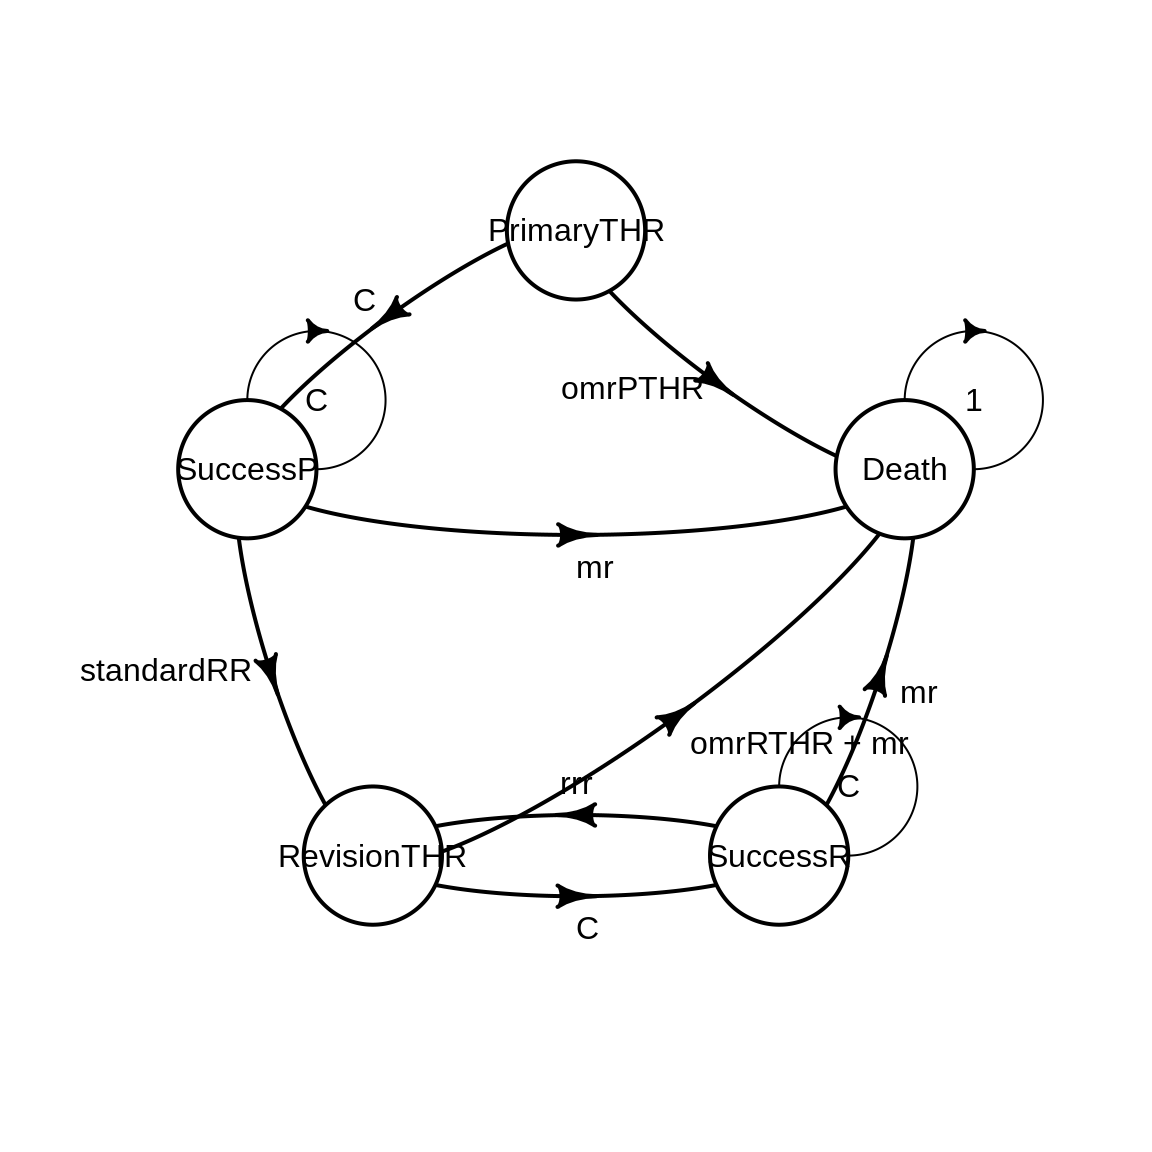 PrimaryTHR
C
omrPTHR
C
1
SuccessP
Death
mr
standardRR
mr
omrRTHR + mr
rrr
C
RevisionTHR
SuccessR
C